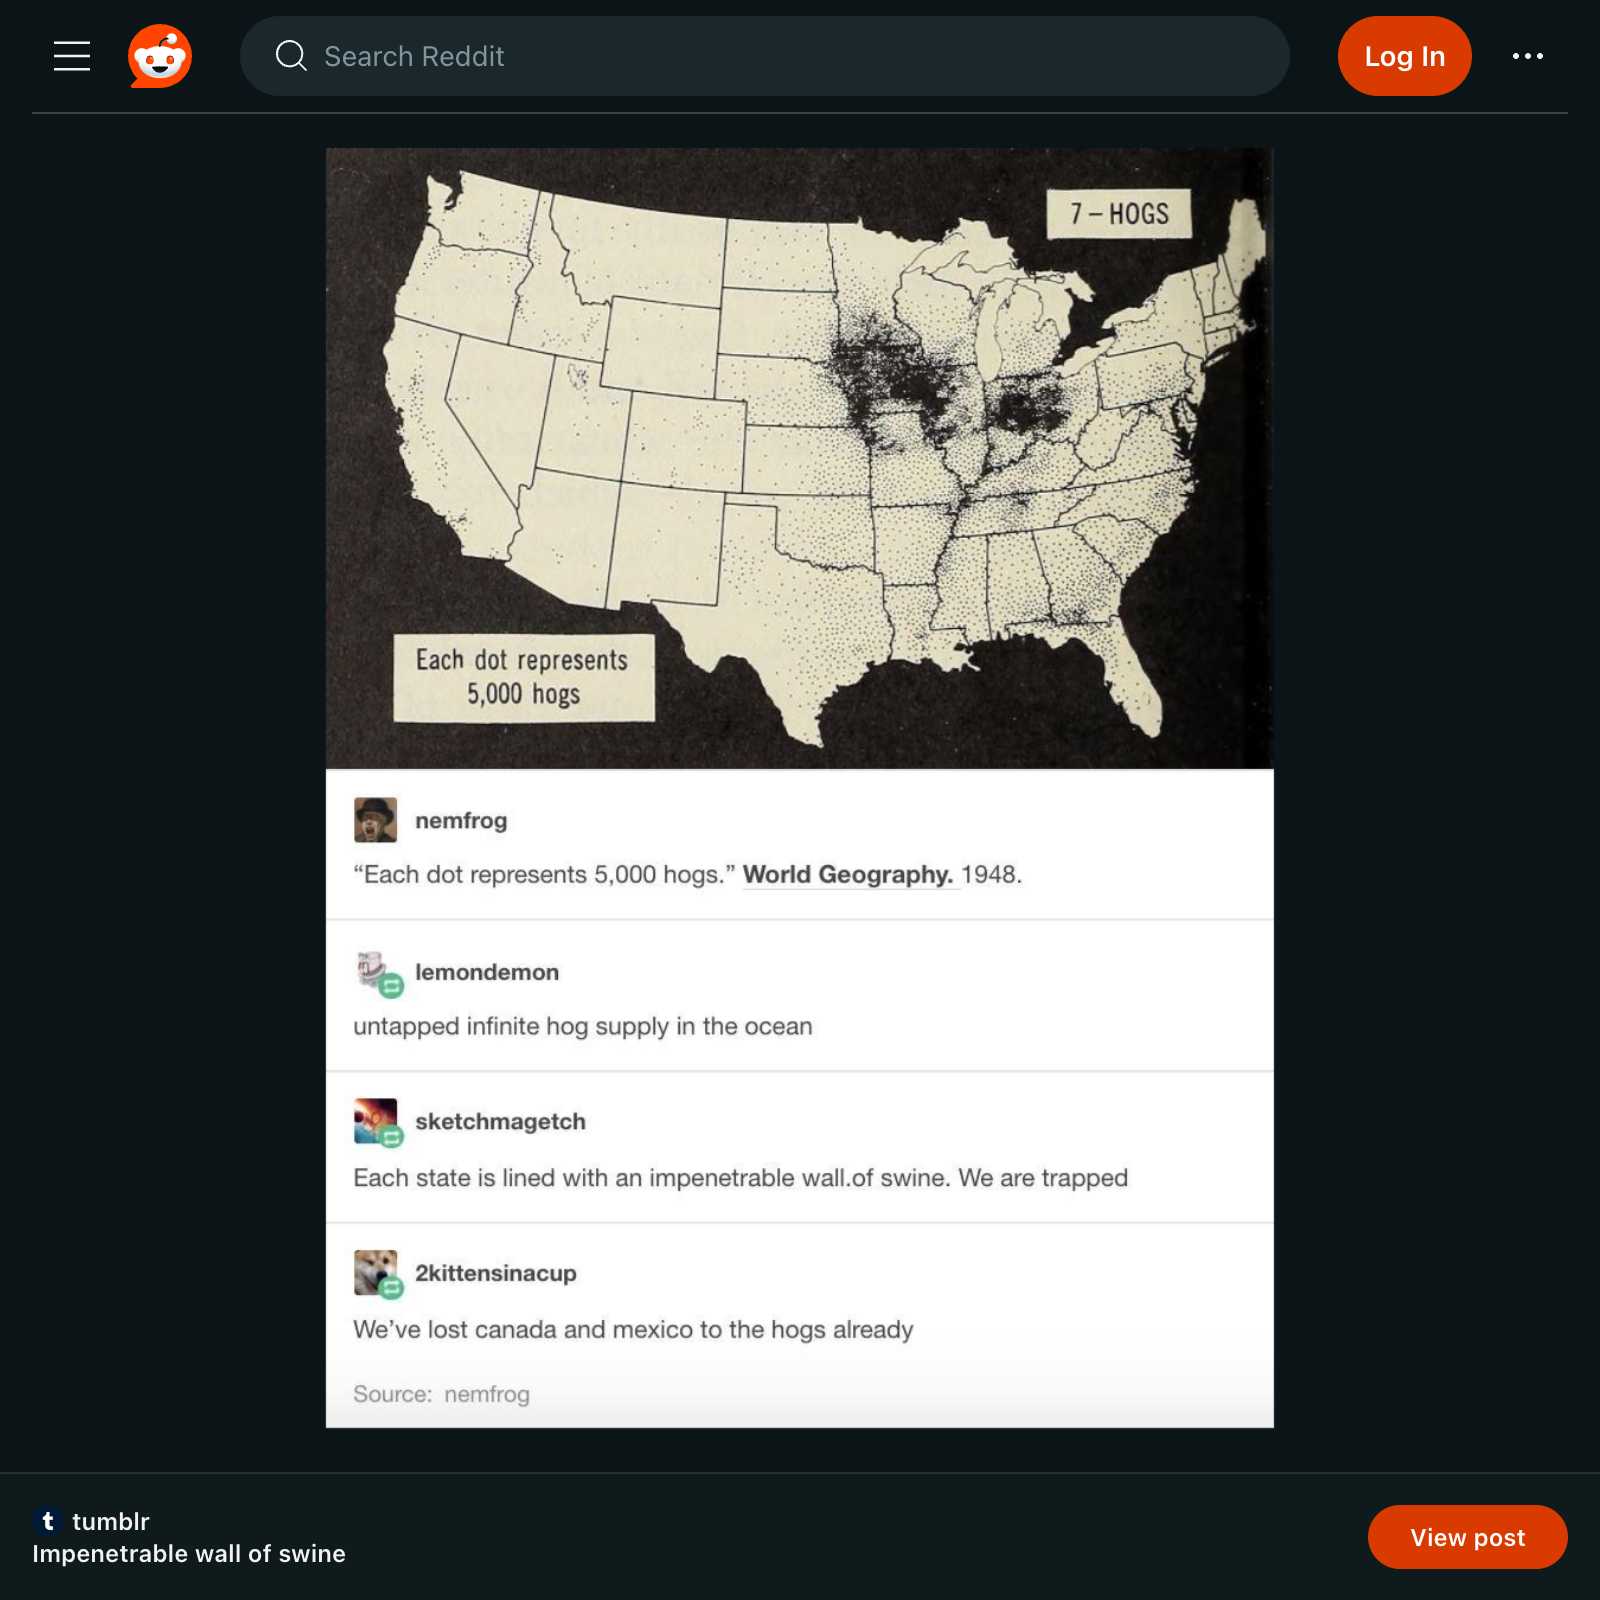 Search Reddit
Log In
7 – HOGS
Each dot represents
5,000 hogs
nemfrog
“Each dot represents 5,000 hogs.” World Geography. 1948.
lemondemon
untapped infinite hog supply in the ocean
sketchmagetch
Each state is lined with an impenetrable wall.of swine. We are trapped
2kittensinacup
We’ve lost canada and mexico to the hogs already
Source: nemfrog
t tumblr
Impenetrable wall of swine
View post